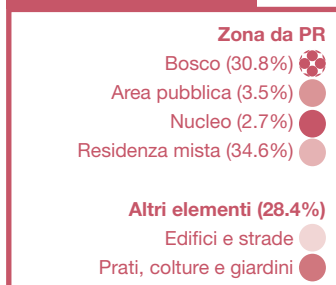 Zona da PR
Bosco (30.8%)
Area pubblica (3.5%)
Nucleo (2.7%)
Residenza mista (34.6%)
Altri elementi (28.4%)
Edifici e strade
Prati, colture e giardini